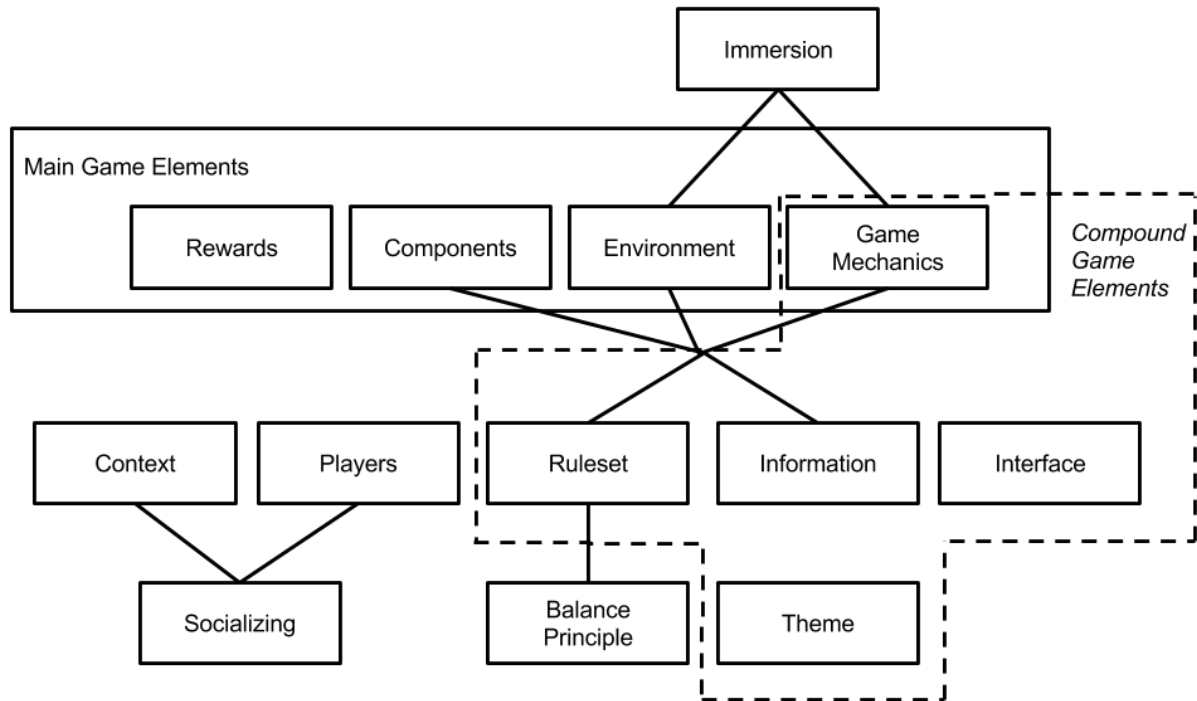 Immersion
Main Game Elements
Rewards
Components
Environment
Game
Mechanics
Compound
Game
Elements
Context
Players
Ruleset
Information
Interface
Socializing
Balance
Principle
Theme